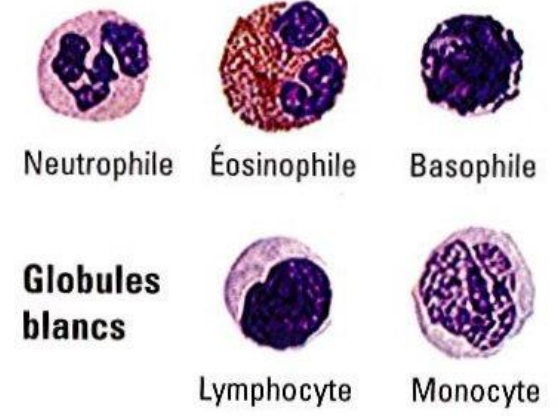 Neutrophile Éosinophile Basophile
Globules
blancs
Lymphocyte Monocyte